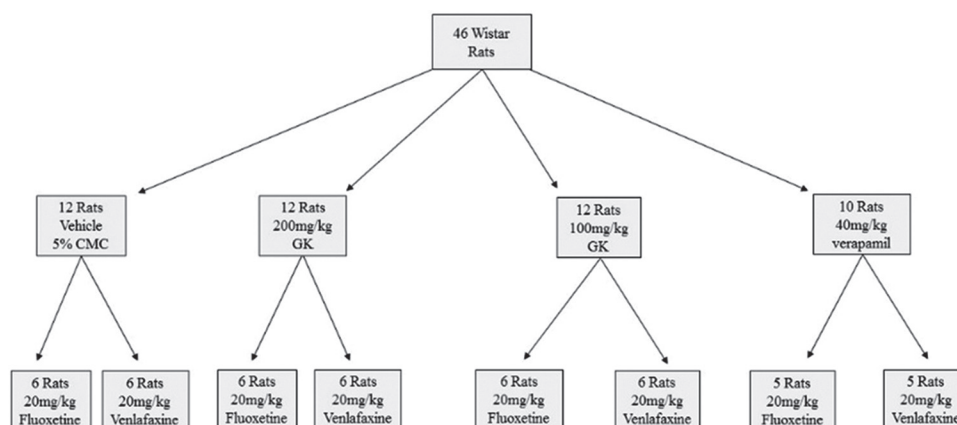 46 Wistar
Rats
12 Rats
Vehicle
5% CMC
12 Rats
200mg/kg
GK
12 Rats
100mg/kg
GK
10 Rats
40mg/kg
verapamil
6 Rats
20mg/kg
Fluoxetine
6 Rats
20mg/kg
Venlafaxine
6 Rats
20mg/kg
Fluoxetine
6 Rats
20mg/kg
Venlafaxine
6 Rats
20mg/kg
Fluoxetine
6 Rats
20mg/kg
Venlafaxine
5 Rats
20mg/kg
Fluoxetine
5 Rats
20mg/kg
Venlafaxine